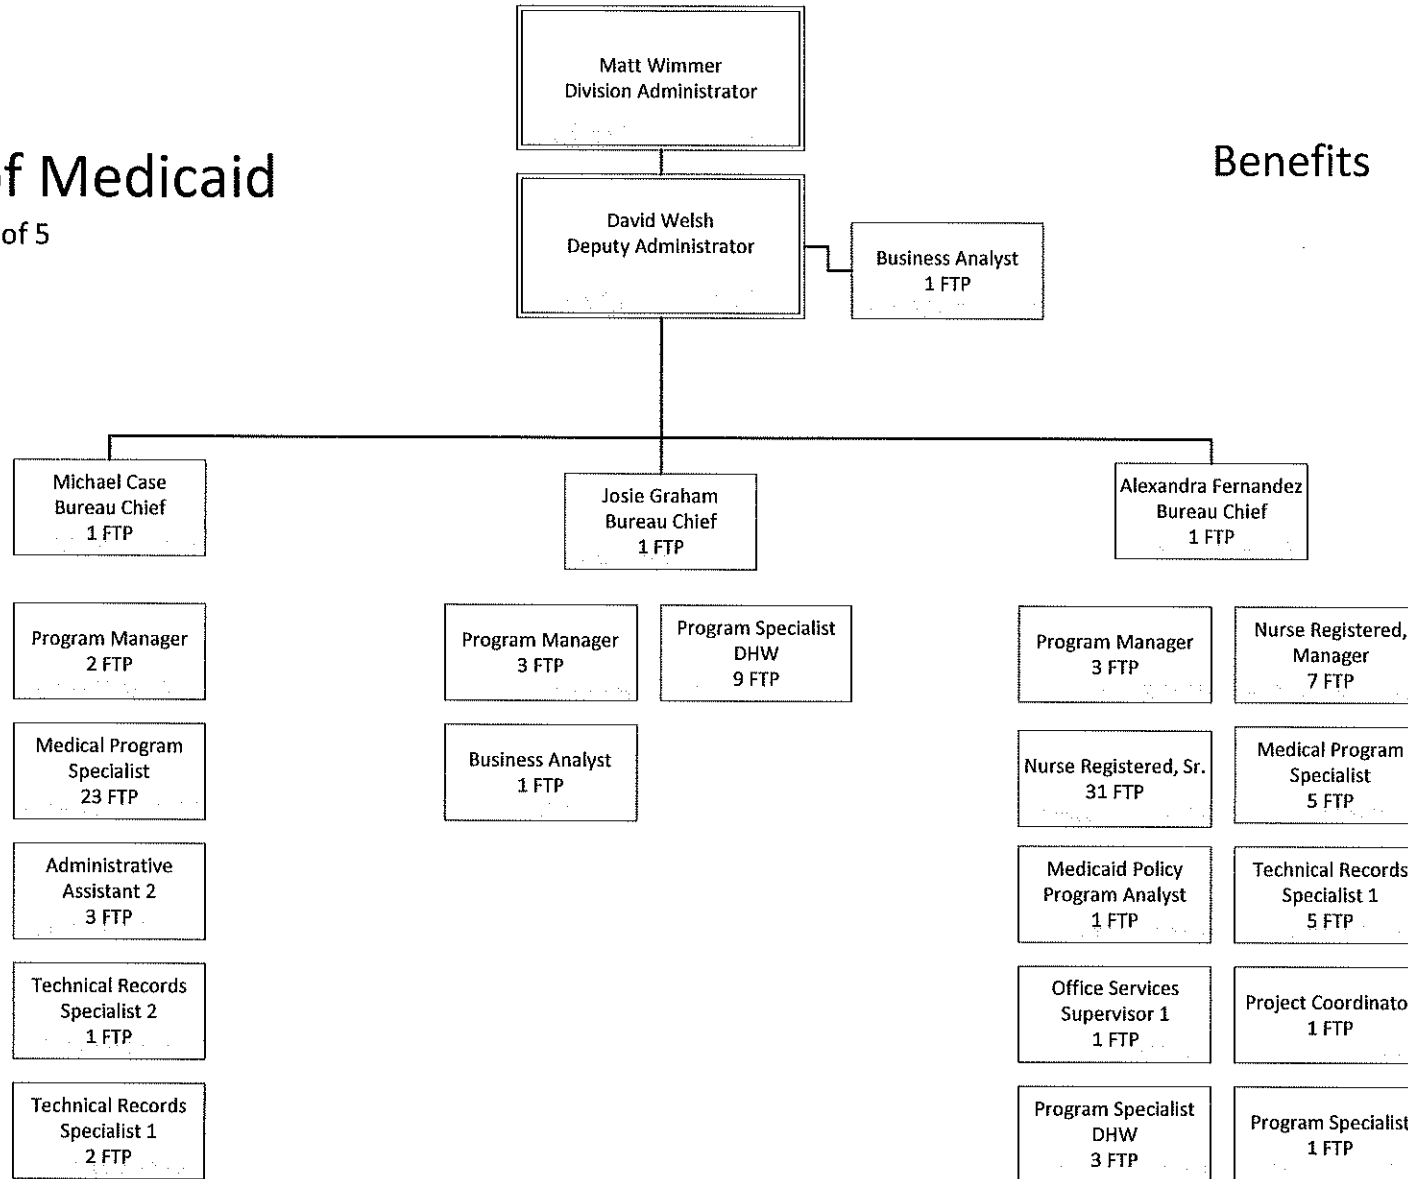 Matt Wimmer
Division Administrator
of Medicaid
of 5
Benefits
David Welsh
Deputy Administrator
Business Analyst
1 FTP
Michael Case
Bureau Chief
1 FTP
Josie Graham
Bureau Chief
1 FTP
Alexandra Fernandez
Bureau Chief
1 FTP
Program Manager
2 FTP
Medical Program
Specialist
23 FTP
Administrative
Assistant 2
3 FTP
Technical Records
Specialist 2
1 FTP
Technical Records
Specialist 1
2 FTP
Program Manager
3 FTP
Program Specialist
DHW
9 FTP
Business Analyst
1 FTP
Program Manager
3 FTP
Nurse Registered,
Manager
7 FTP
Nurse Registered, Sr.
31 FTP
Medical Program
Specialist
5 FTP
Medicaid Policy
Program Analyst
1 FTP
Technical Records
Specialist 1
5 FTP
Office Services
Supervisor 1
1 FTP
Project Coordinato
1 FTP
Program Specialist
DHW
3 FTP
Program Specialist
1 FTP